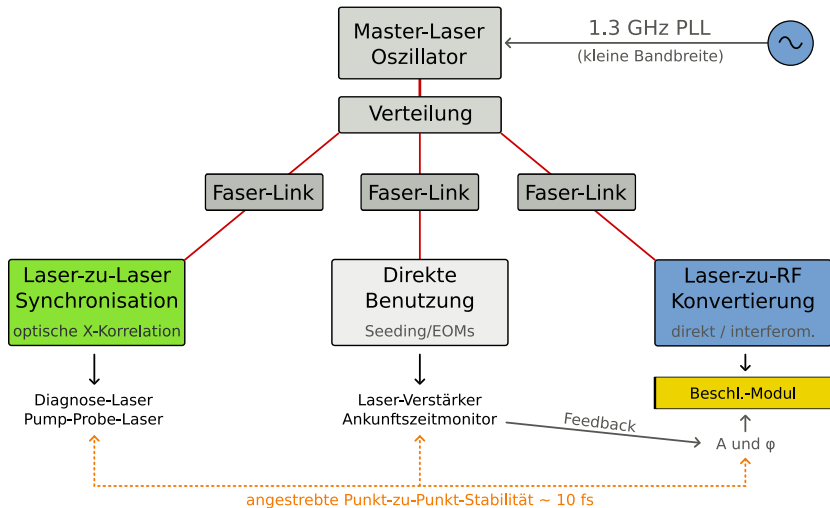 Master-Laser
Oszillator
1.3 GHz PLL
(kleine Bandbreite)
Verteilung
Faser-Link
Faser-Link
Faser-Link
Laser-zu-Laser
Synchronisation
optische X-Korrelation
Direkte
Benutzung
Seeding/EOMs
Laser-zu-RF
Konvertierung
direkt / interferom.
Diagnose-Laser
Pump-Probe-Laser
Laser-Verstärker
Ankunftszeitmonitor
Beschl.-Modul
Feedback
A und φ
angestrebte Punkt-zu-Punkt-Stabilität ~ 10 fs